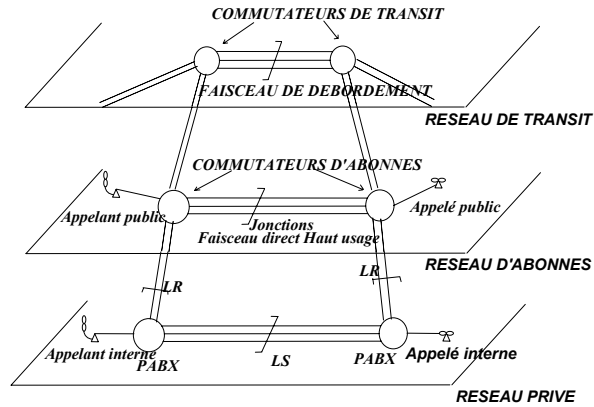 COMMUTATEURS DE TRANSIT
FAISCEAU DE DEBORDEMENT
RESEAU DE TRANSIT
COMMUTATEURS D'ABONNES
Appelant public
Jonctions
Appelé public
Faisceau direct Haut usage
RESEAU D'ABONNES
LR
LR
Appelant interne
PABX
LS
PABX
Appelé interne
RESEAU PRIVE